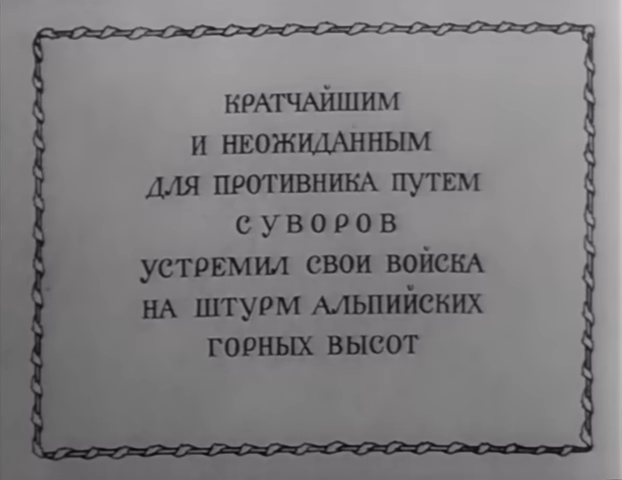 КРАТЧАЙШИМ
И НЕОЖИДАННЫМ
ДЛЯ ПРОТИВНИКА ПУТЕМ
СУВОРОВ
УСТРЕМИЛ СВОИ ВОЙСКА
НА ШТУРМ АЛЬПИЙСКИХ
ГОРНЫХ ВЫСОТ